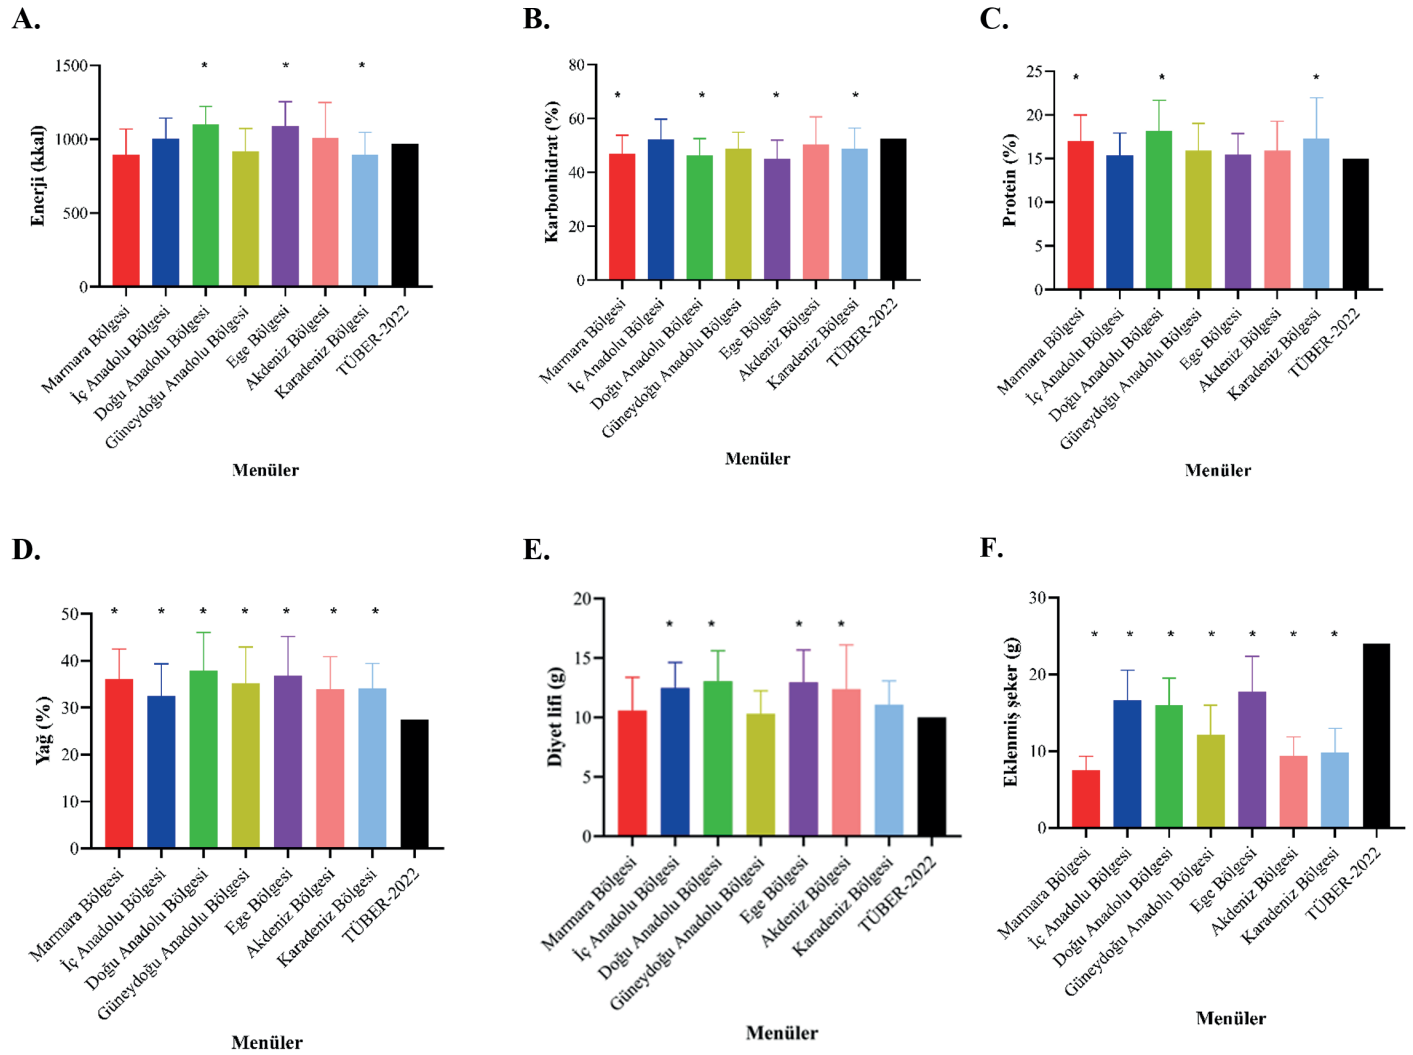 A.
Enerji (kkal)
1500
1000
500
0
* * *
Marmara Bölgesi
İç Anadolu Bölgesi
Doğu Anadolu Bölgesi
Güneydoğu Anadolu Bölgesi
Ege Bölgesi
Akdeniz Bölgesi
Karadeniz Bölgesi
TÜBER-2022
Menüler
B.
Karbonhidrat (%)
80
60
40
20
0
* * * *
Marmara Bölgesi
İç Anadolu Bölgesi
Doğu Anadolu Bölgesi
Güneydoğu Anadolu Bölgesi
Ege Bölgesi
Akdeniz Bölgesi
Karadeniz Bölgesi
TÜBER-2022
Menüler
C.
Protein (%)
25
20
15
10
5
0
* * *
Marmara Bölgesi
İç Anadolu Bölgesi
Doğu Anadolu Bölgesi
Güneydoğu Anadolu Bölgesi
Ege Bölgesi
Akdeniz Bölgesi
Karadeniz Bölgesi
TÜBER-2022
Menüler
D.
Yağ (%)
50
40
30
20
10
0
* * * * * * *
Marmara Bölgesi
İç Anadolu Bölgesi
Doğu Anadolu Bölgesi
Güneydoğu Anadolu Bölgesi
Ege Bölgesi
Akdeniz Bölgesi
Karadeniz Bölgesi
TÜBER-2022
Menüler
E.
Diyet lifi (g)
20
15
10
5
0
* * * *
Marmara Bölgesi
İç Anadolu Bölgesi
Doğu Anadolu Bölgesi
Güneydoğu Anadolu Bölgesi
Ege Bölgesi
Akdeniz Bölgesi
Karadeniz Bölgesi
TÜBER-2022
Menüler
F.
Eklenmiş şeker (g)
30
20
10
0
* * * * * * *
Marmara Bölgesi
İç Anadolu Bölgesi
Doğu Anadolu Bölgesi
Güneydoğu Anadolu Bölgesi
Ege Bölgesi
Akdeniz Bölgesi
Karadeniz Bölgesi
TÜBER-2022
Menüler